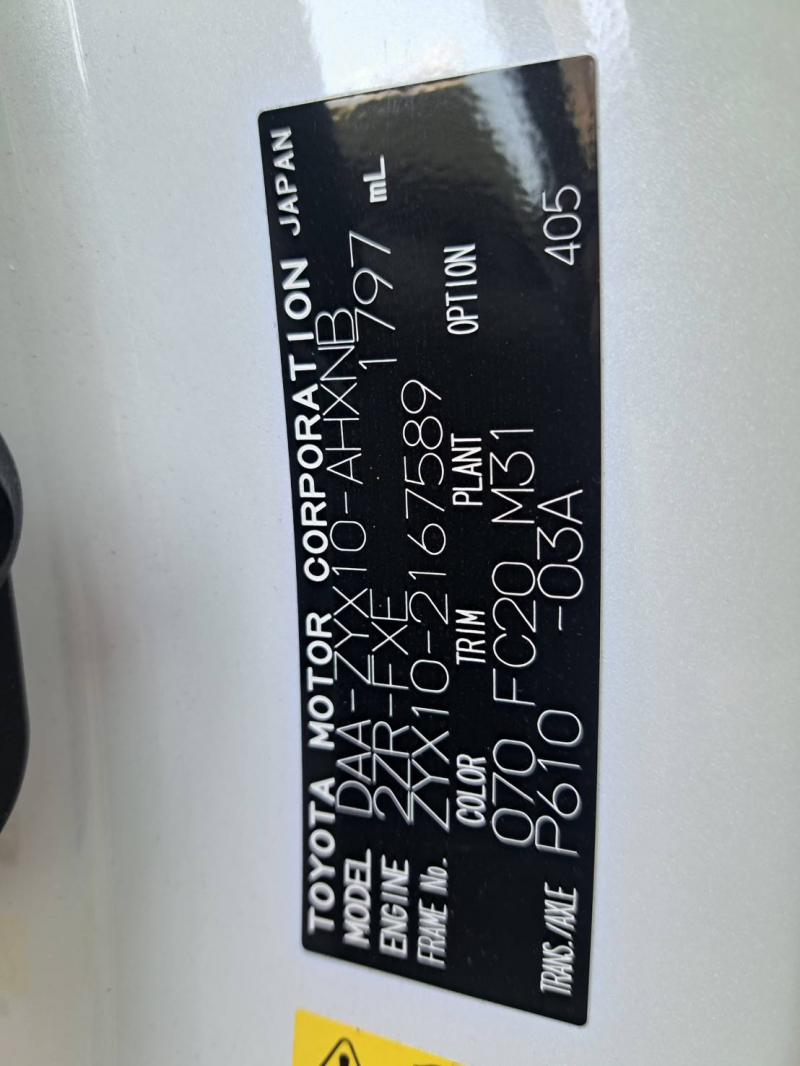 TOYOTA MOTOR CORPORATION JAPAN
MODEL DAA-ZYX10-AHXNB
ENGINE 2ZR-FXE 1797 mL
FRAME No. ZYX10-2167589
COLOR TRIM PLANT OPTION
070 FC20 M31
TRANS./AXLE P610 -03A 405